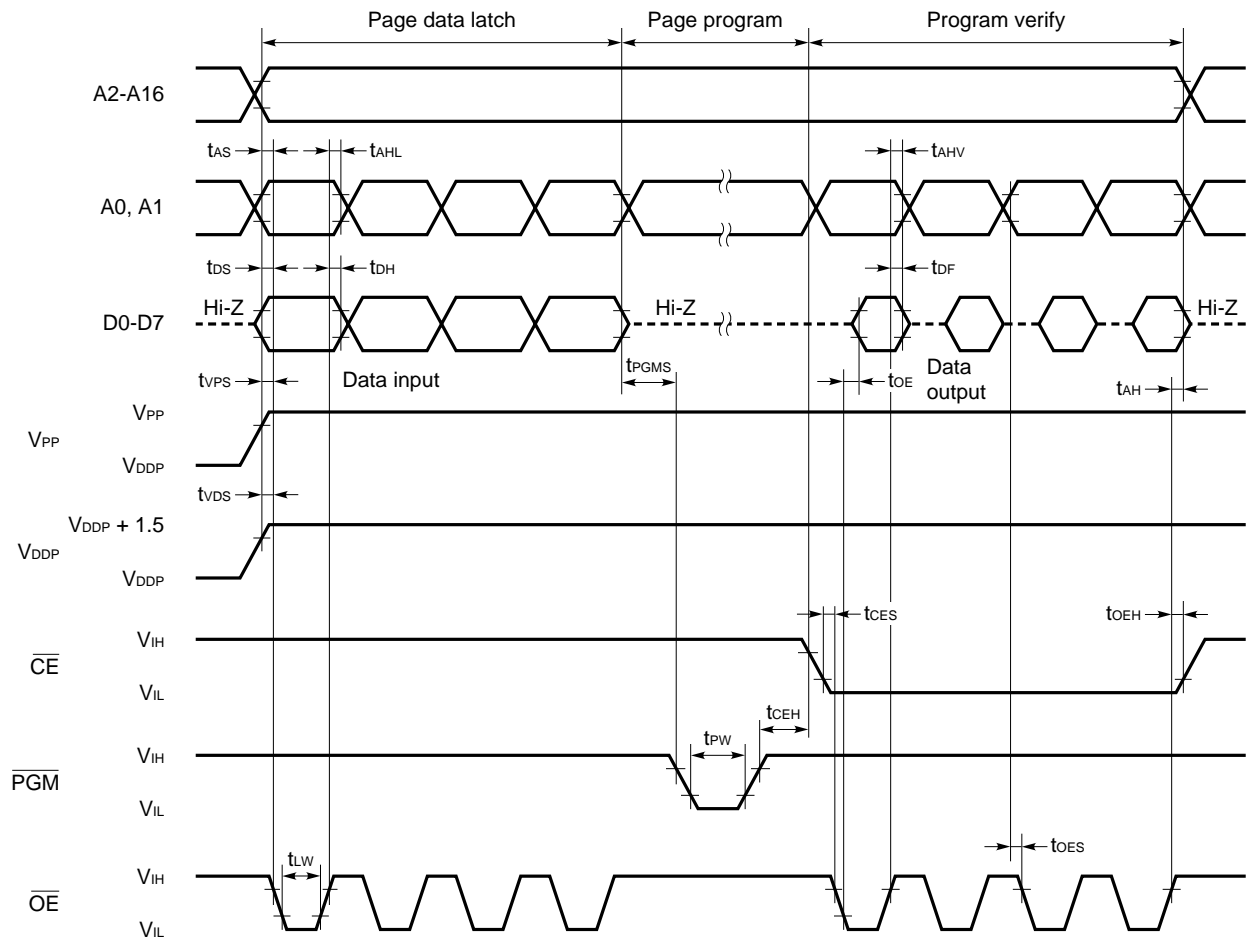 Page data latch Page program Program verify
A2-A16
tAS tAHL tAHV
A0, A1
tDS tDH tDF
Hi-Z Hi-Z Hi-Z
D0-D7
tVPS Data input tPGMS tOE Data output tAH
VPP
VPP
VDDP
tVDS
VDDP + 1.5
VDDP
VDDP
tCES tOEH
VIH
CE
VIL
tCEH
VIH tPW
PGM
VIL
tLW tOES
VIH
OE
VIL